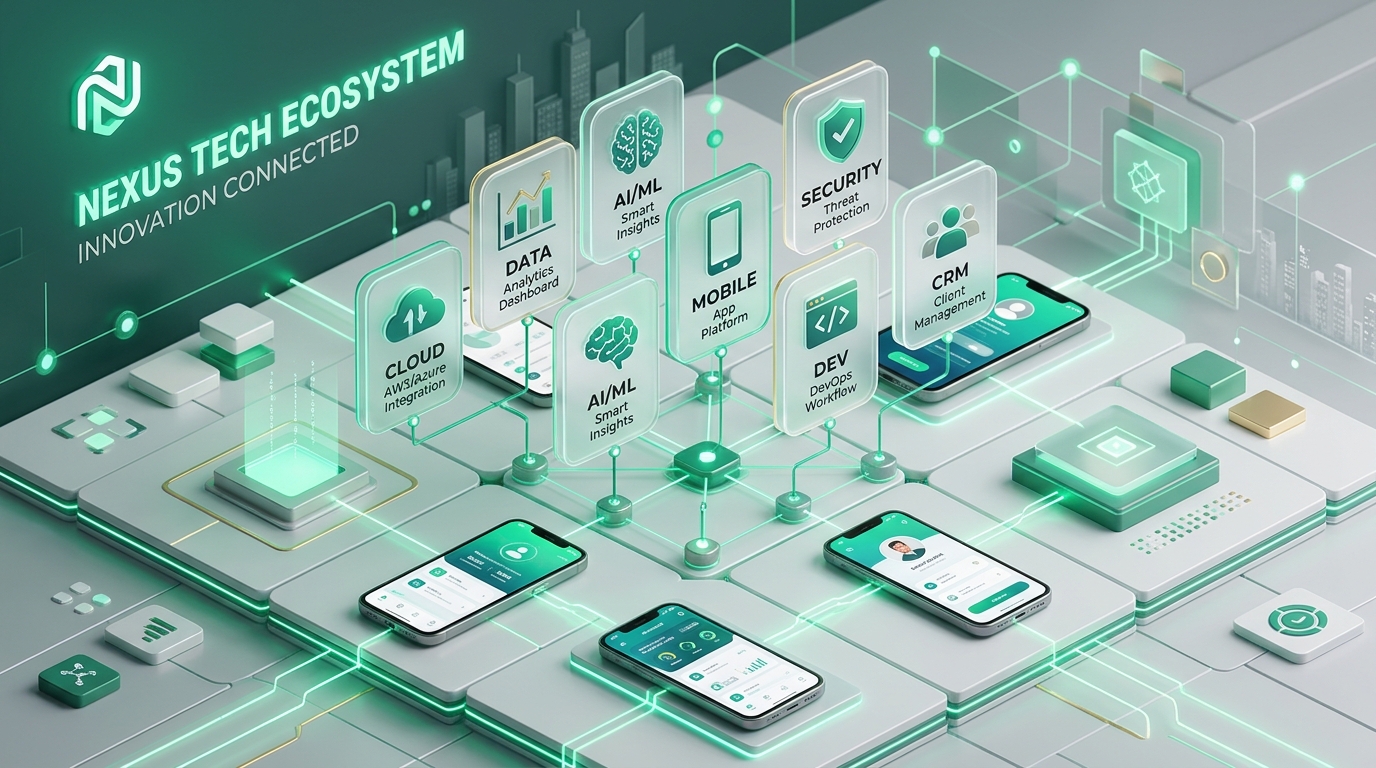 NEXUS TECH ECOSYSTEM
INNOVATION CONNECTED
CLOUD
AWS/azure
Integration
DATA
Analytics
Dashboard
AI/ML
Smart
Insights
AI/ML
Smart
Insights
MOBILE
App
Platform
SECURITY
Threat
Protection
DEV
DevOps
Workflow
CRM
Client
Management